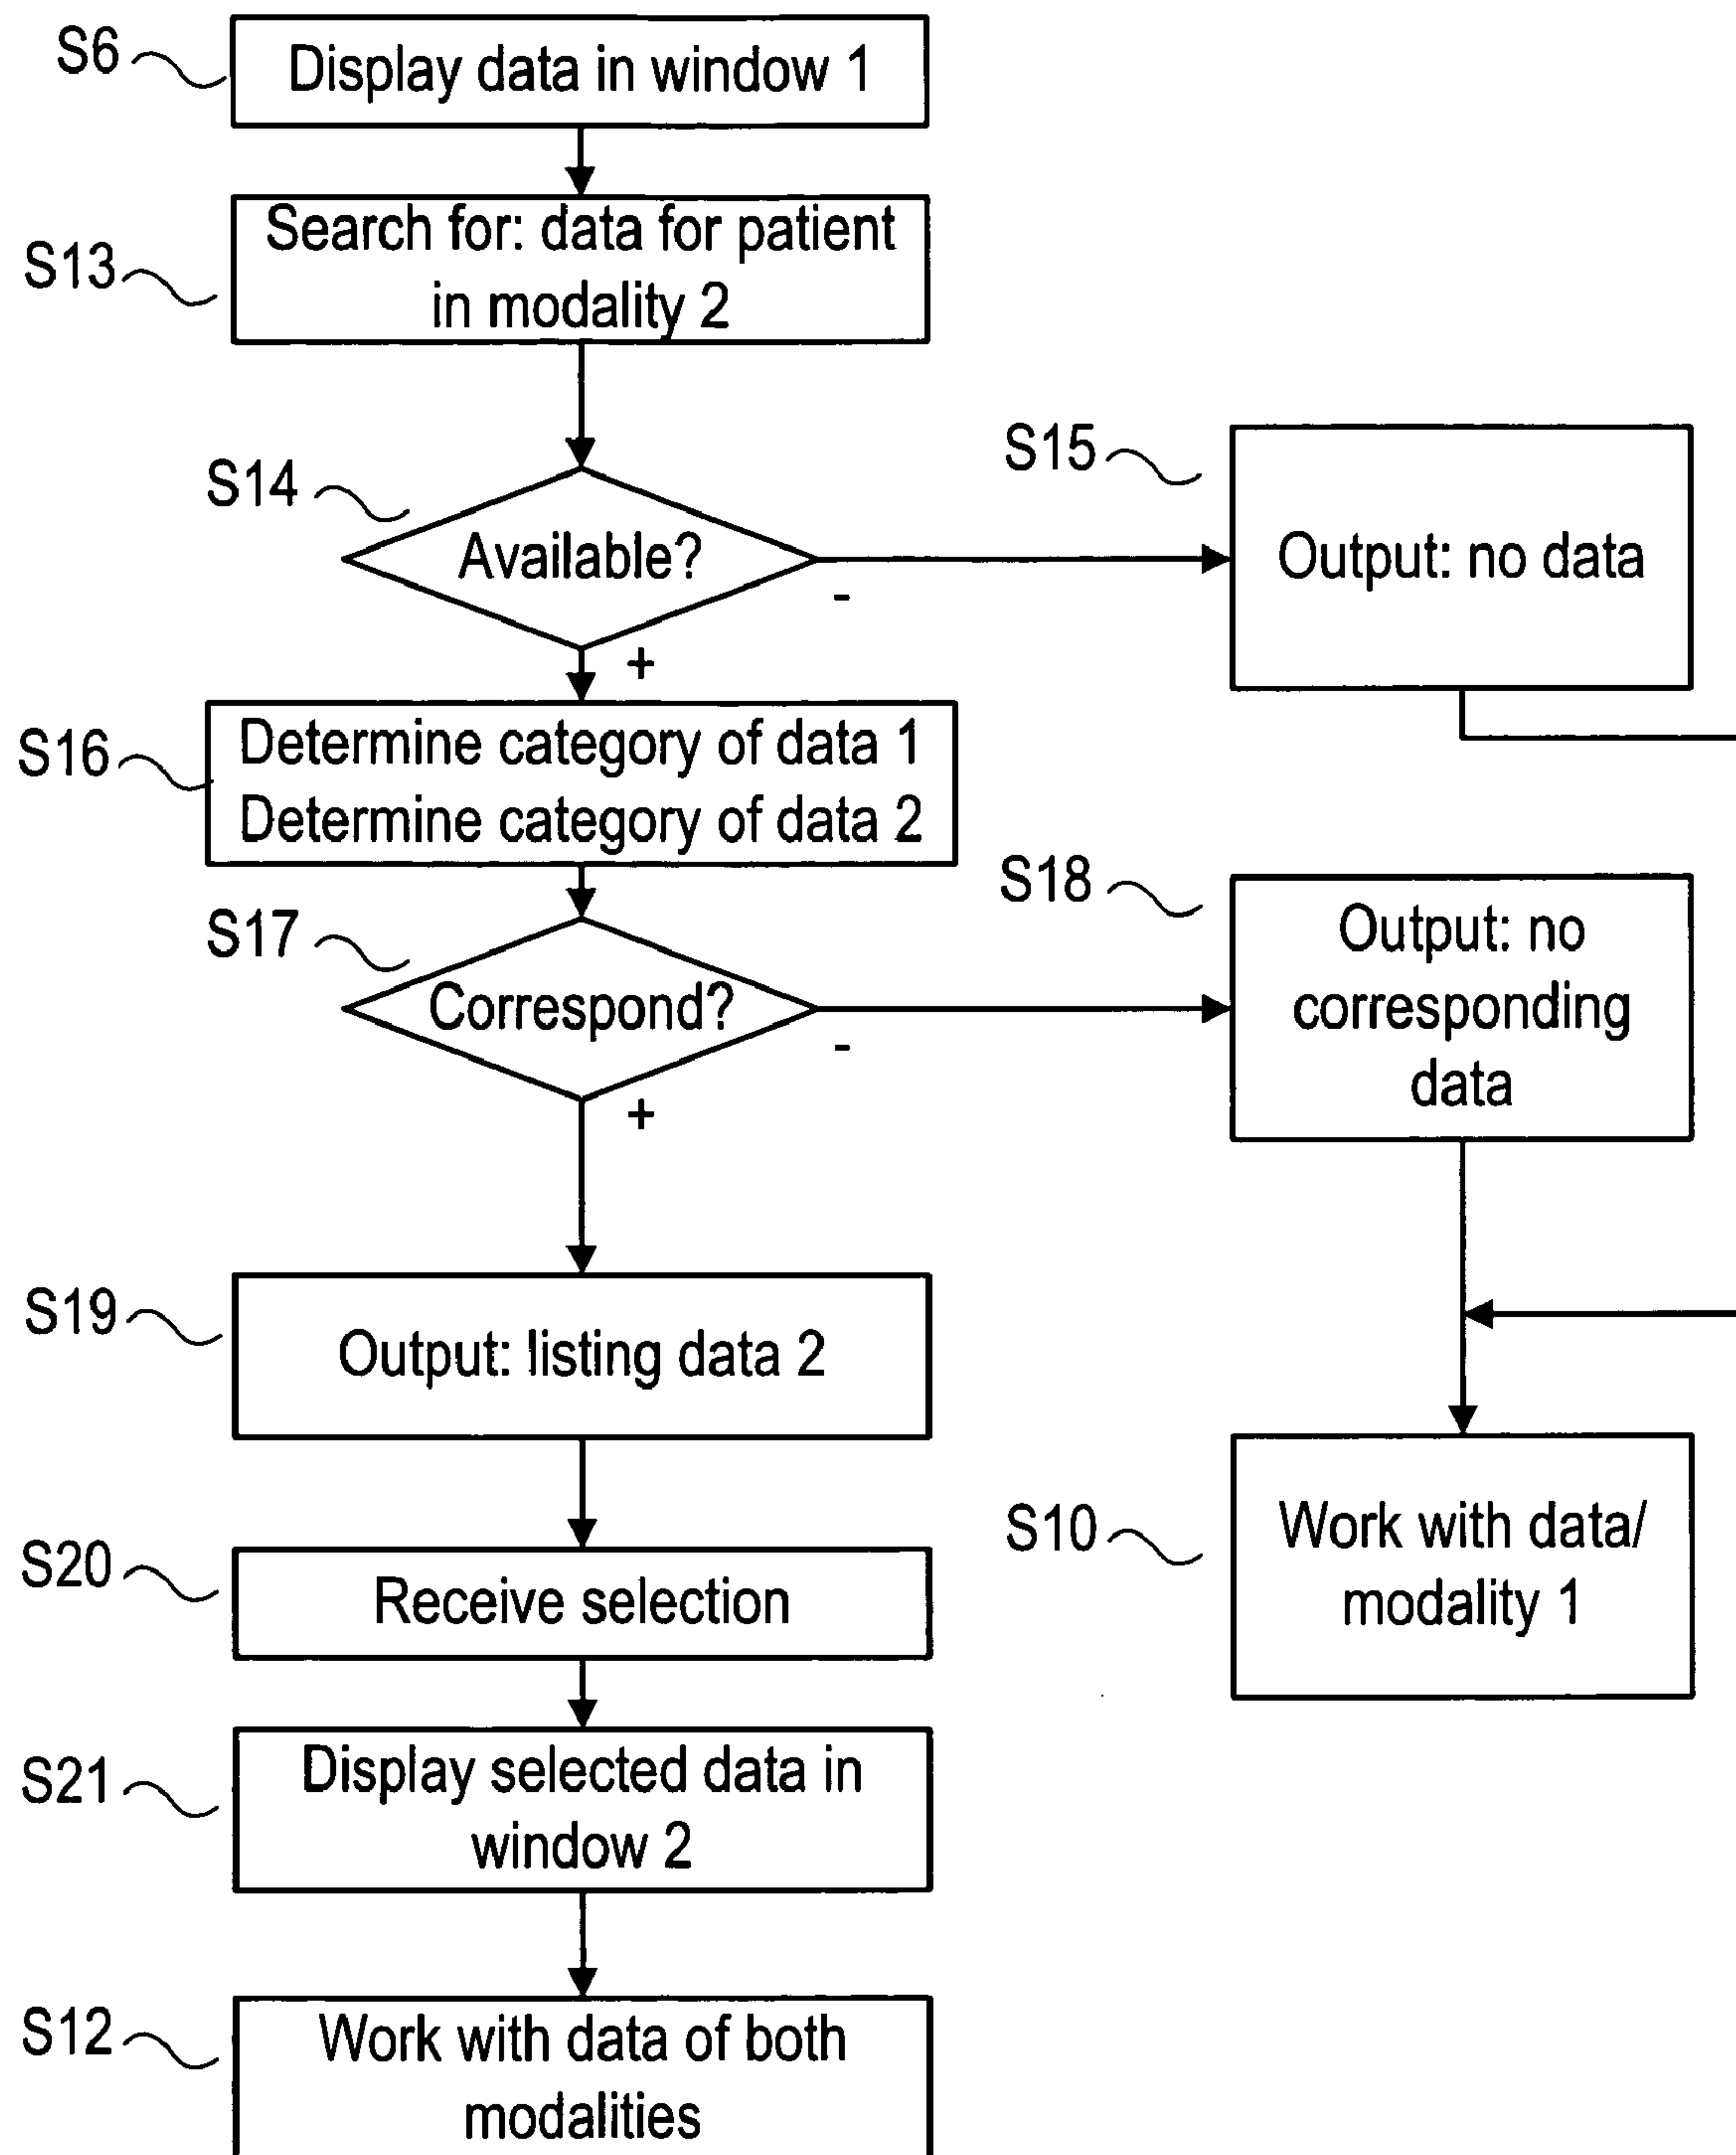 S6
Display data in window 1
S13
Search for: data for patient
in modality 2
S14
Available?
-
+
S15
Output: no data
S16
Determine category of data 1
Determine category of data 2
S17
Correspond?
-
+
S18
Output: no
corresponding
data
S19
Output: listing data 2
S10
Work with data/
modality 1
S20
Receive selection
S21
Display selected data in
window 2
S12
Work with data of both
modalities